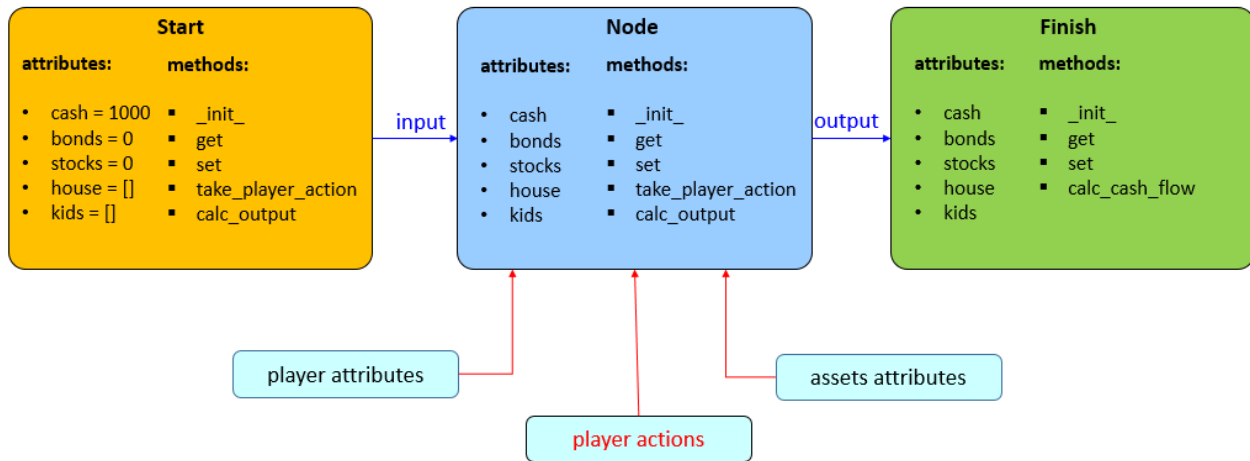 Start
attributes:
methods:
• cash = 1000
• bonds = 0
• stocks = 0
• house = []
• kids = []
▪ _init_
▪ get
▪ set
▪ take_player_action
▪ calc_output
input
Node
attributes:
methods:
• cash
• bonds
• stocks
• house
• kids
▪ _init_
▪ get
▪ set
▪ take_player_action
▪ calc_output
output
Finish
attributes:
methods:
• cash
• bonds
• stocks
• house
• kids
▪ _init_
▪ get
▪ set
▪ calc_cash_flow
player attributes
player actions
assets attributes